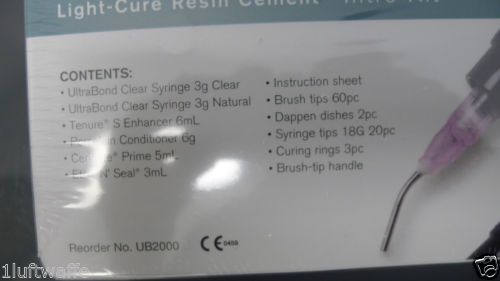 Light-Cure Resin Cement
CONTENTS:
• UltraBond Clear Syringe 3g Clear
• UltraBond Clear Syringe 3g Natural
• Tenure® S Enhancer 6mL
• Conditioner 6g
• Prime 5mL
• N' Seal® 3mL
• Instruction sheet
• Brush tips 60pc
• Dappen dishes 2pc
• Syringe tips 18G 20pc
• Curing rings 3pc
• Brush-tip handle
Reorder No. UB2000 CE 0459
1luftwaffe